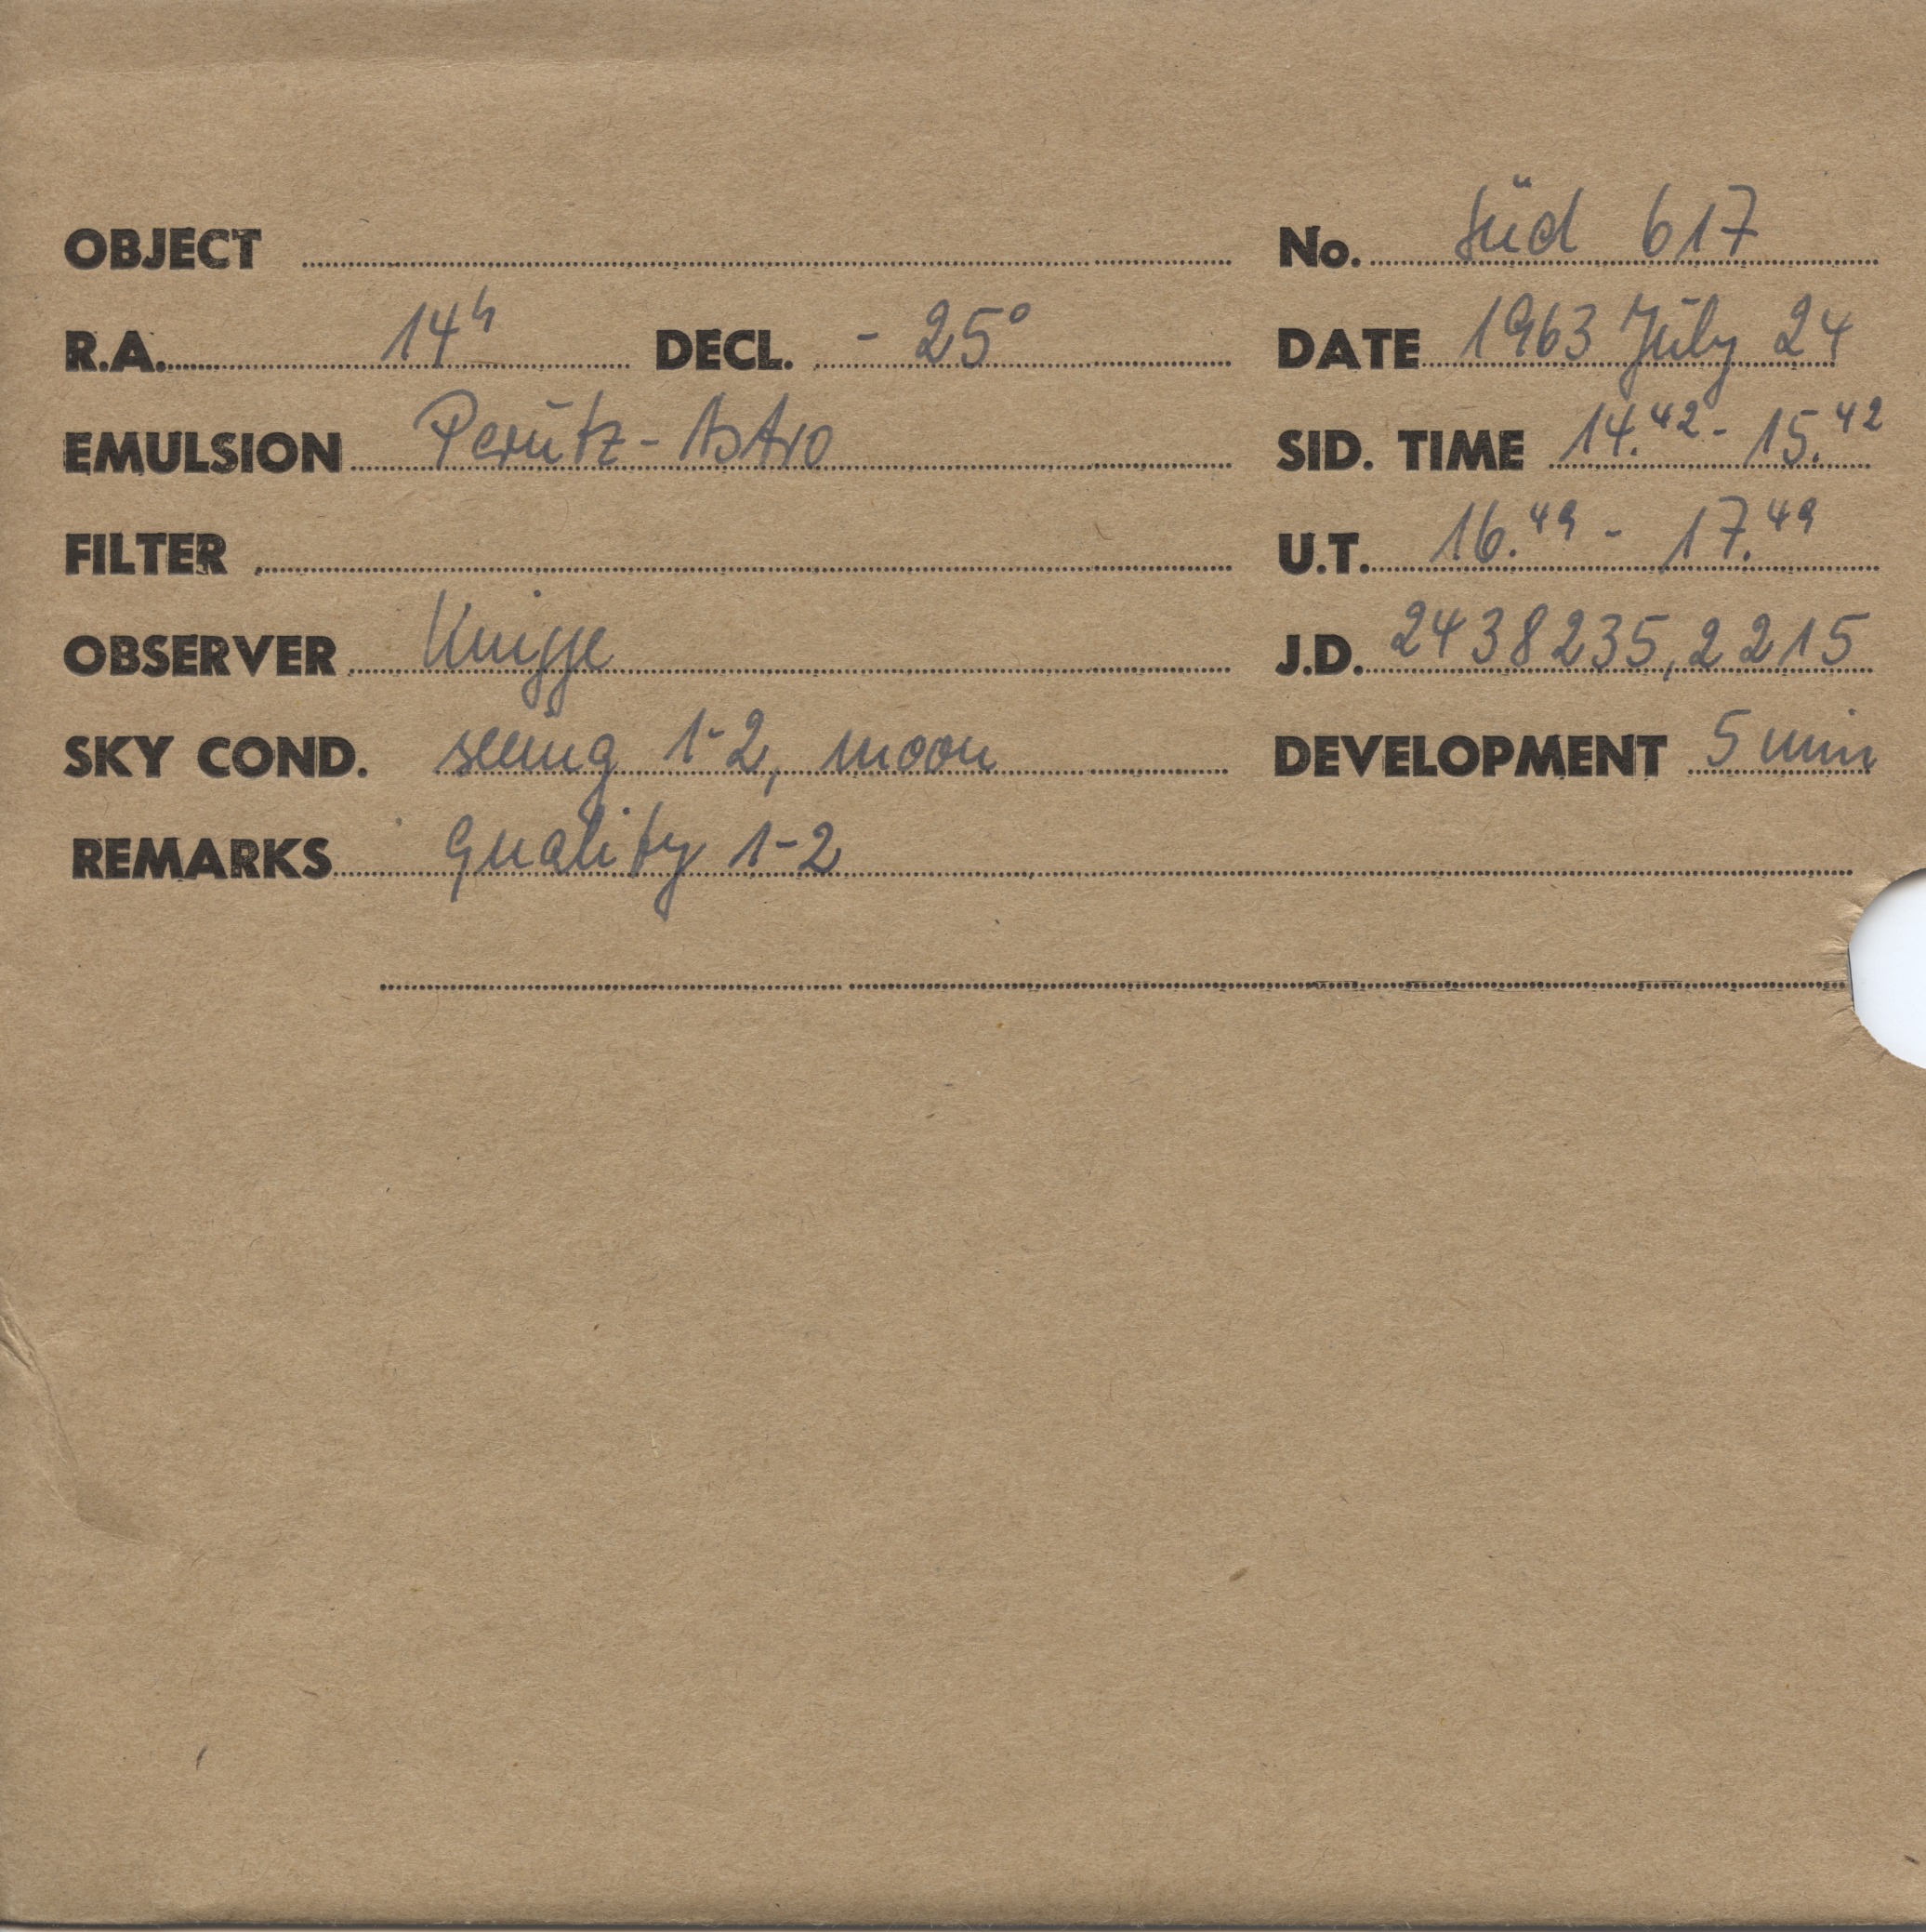 OBJECT No. Süd 617
R.A. 14h DECL. - 25° DATE 1963 July 24
EMULSION Perutz - Astro SID. TIME 14.42 - 15.42
FILTER U.T. 16.49 - 17.49
OBSERVER Knigge J.D. 2438235,2215
SKY COND. seeing 1-2, moon DEVELOPMENT 5 min
REMARKS quality 1-2